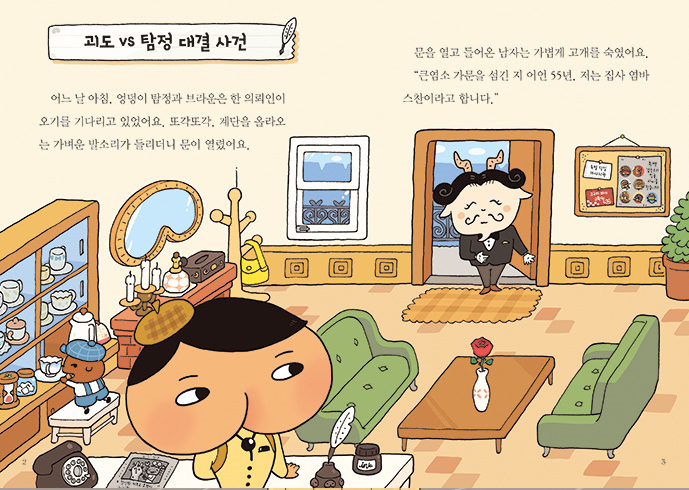 괴도 vs 탐정 대결 사건
어느 날 아침, 엉덩이 탐정과 브라운은 한 의뢰인이
오기를 기다리고 있었어요. 또각또각, 계단을 올라오
는 가벼운 말소리가 들리더니 문이 열렸어요.
문을 열고 들어온 남자는 가볍게 고개를 숙였어요.
“큰염소 가문을 섬긴 지 어언 55년, 저는 집사 염바
스찬이라고 합니다.”
ink
2
3